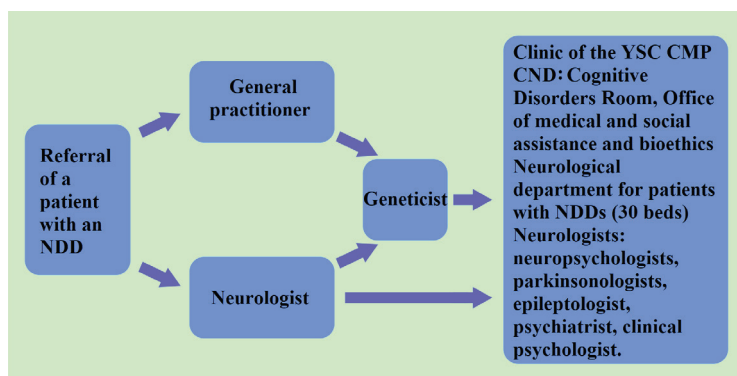 Referral
of a
patient
with an
NDD
General
practitioner
Neurologist
Geneticist
Clinic of the YSC CMP
CND: Cognitive
Disorders Room, Office
of medical and social
assistance and bioethics
Neurological
department for patients
with NDDs (30 beds)
Neurologists:
neuropsychologists,
parkinsonologists,
epileptologist,
psychiatrist, clinical
psychologist.